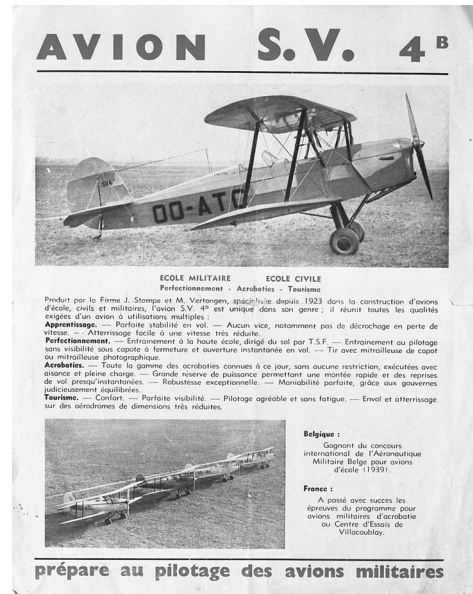 AVION S.V. 4B
SV4
OO-ATC
ECOLE MILITAIRE ECOLE CIVILE
Perfectionnement - Acrobaties - Tourisme
Produit par la Firme J. Stampe et M. Vertongen, spécialisée depuis 1923 dans la construction d'avions
d'école, civils et militaires, l'avion S.V. 4B est unique dans son genre ; il réunit toutes les qualités
exigées d'un avion à utilisations multiples :
Apprentissage. — Parfaite stabilité en vol. — Aucun vice, notamment pas de décrochage en perte de
vitesse. — Atterrissage facile à une vitesse très réduite.
Perfectionnement. — Entrainement à la haute école, dirigé du sol par T.S.F. — Entrainement au pilotage
sans visibilité sous capote à fermeture et ouverture instantanée en vol. — Tir avec mitrailleuse de capot
ou mitrailleuse photographique.
Acrobaties. — Toute la gamme des acrobaties connues à ce jour, sans aucune restriction, exécutées avec
aisance et pleine charge. — Grande réserve de puissance permettant une montée rapide et des reprises
de vol presqu'instantanées. — Robustesse exceptionnelle. — Maniabilité parfaite, grâce aux gouvernes
judicieusement équilibrées.
Tourisme. — Confort. — Parfaite visibilité. — Pilotage agréable et sans fatigue. — Envol et atterrissage
sur des aérodromes de dimensions très réduites.
Belgique :
Gagnant du concours
international de l'Aéronautique
Militaire Belge pour avions
d'école (1939).
France :
A passé avec succes les
épreuves du programme pour
avions militaires d'acrobatie
au Centre d'Essais de
Villacoublay.
prépare au pilotage des avions militaires